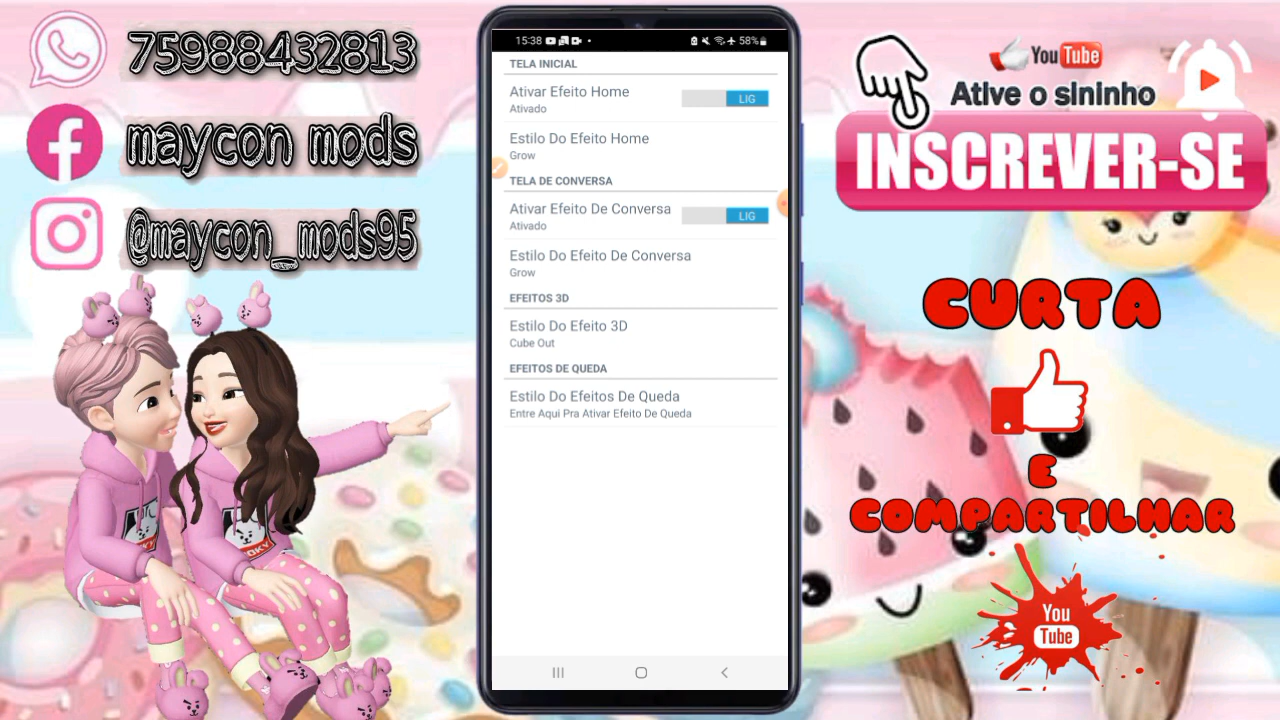 75988432813
maycon mods
@maycon_mods95
15:38
58%
TELA INICIAL
Ativar Efeito Home
Ativado
LIG
Estilo Do Efeito Home
Grow
TELA DE CONVERSA
Ativar Efeito De Conversa
Ativado
LIG
Estilo Do Efeito De Conversa
Grow
EFEITOS 3D
Estilo Do Efeito 3D
Cube Out
EFEITOS DE QUEDA
Estilo Do Efeitos De Queda
Entre Aqui Pra Ativar Efeito De Queda
YouTube
Ative o sininho
INSCREVER-SE
CURTA
E
COMPARTILHAR
You
Tube